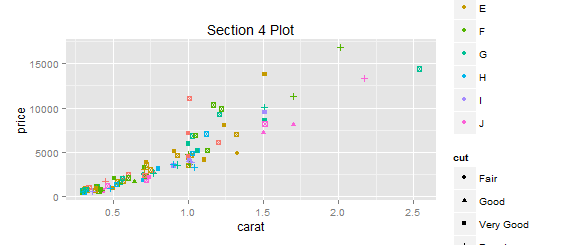 Section 4 Plot
price
15000
10000
5000
0
0.5 1.0 1.5 2.0 2.5
carat
E
F
G
H
I
J
cut
Fair
Good
Very Good